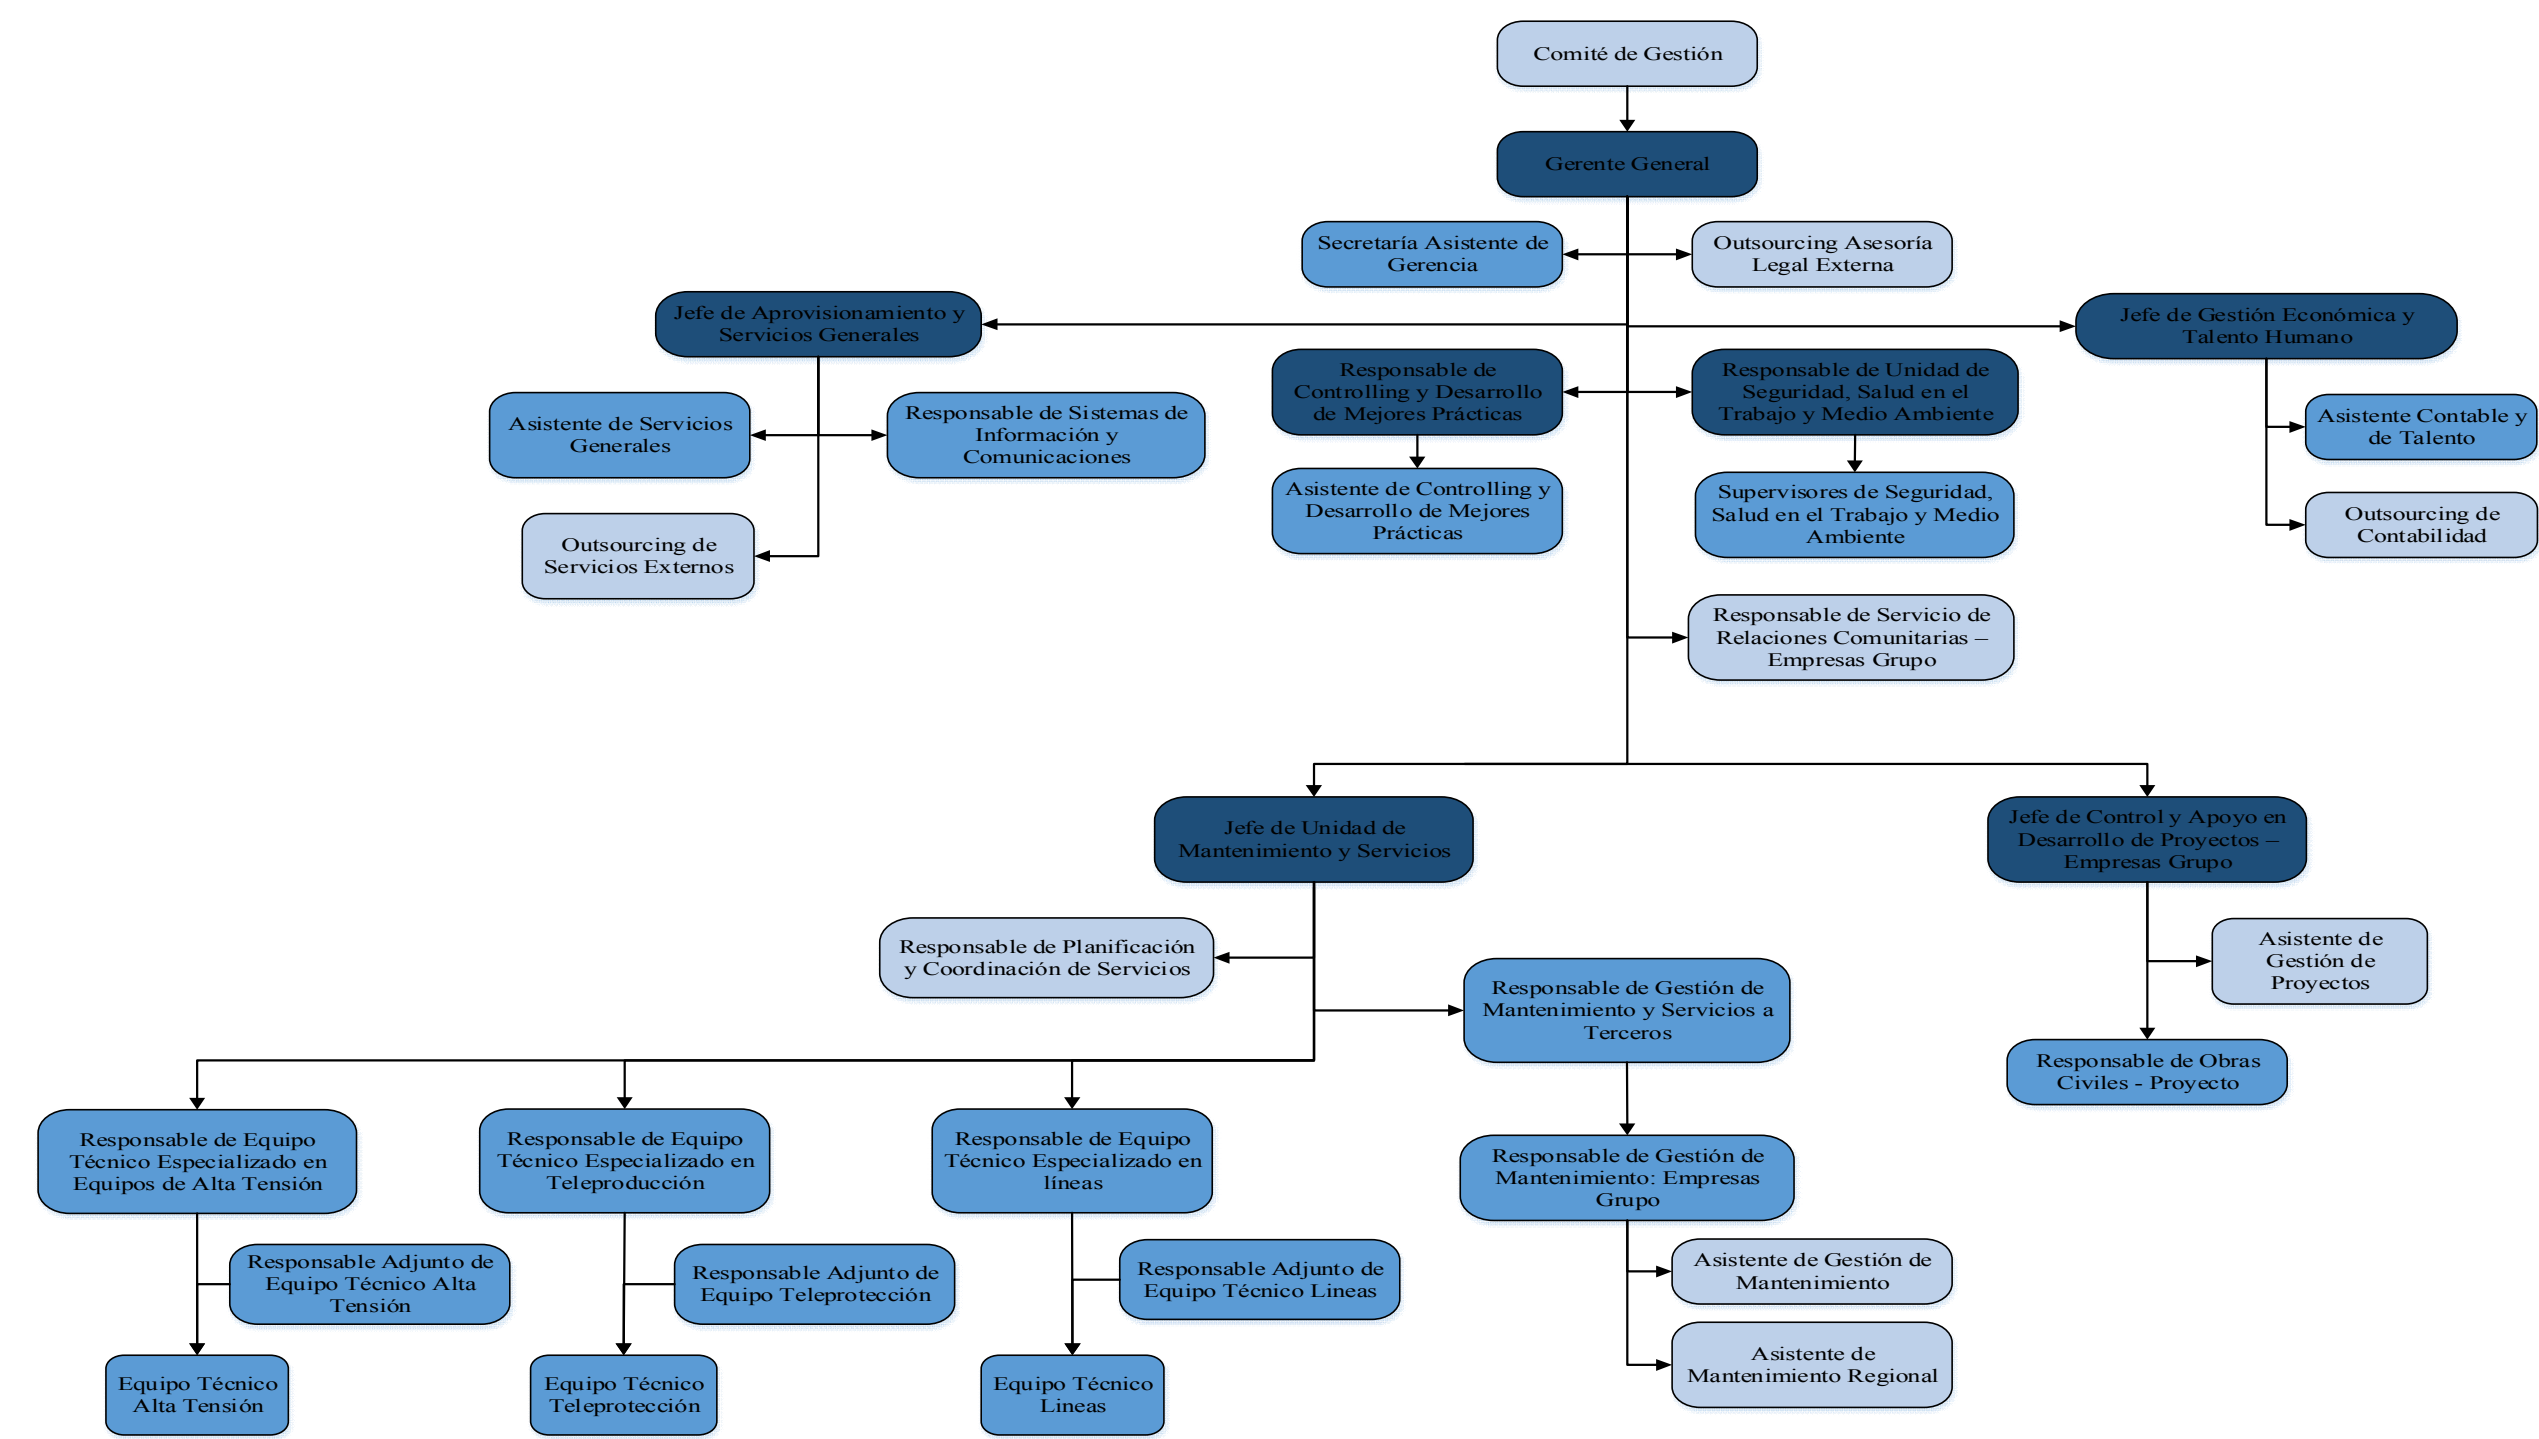 Comité de Gestión
Gerente General
Secretaría Asistente de
Gerencia
Outsourcing Asesoría
Legal Externa
Jefe de Aprovisionamiento y
Servicios Generales
Jefe de Gestión Económica y
Talento Humano
Responsable de
Controlling y Desarrollo
de Mejores Prácticas
Responsable de Unidad de
Seguridad, Salud en el
Trabajo y Medio Ambiente
Asistente de Servicios
Generales
Responsable de Sistemas de
Información y
Comunicaciones
Asistente Contable y
de Talento
Asistente de Controlling y
Desarrollo de Mejores
Prácticas
Supervisores de Seguridad,
Salud en el Trabajo y Medio
Ambiente
Outsourcing de
Contabilidad
Outsourcing de
Servicios Externos
Responsable de Servicio de
Relaciones Comunitarias –
Empresas Grupo
Jefe de Unidad de
Mantenimiento y Servicios
Jefe de Control y Apoyo en
Desarrollo de Proyectos –
Empresas Grupo
Responsable de Planificación
y Coordinación de Servicios
Asistente de
Gestión de
Proyectos
Responsable de Gestión de
Mantenimiento y Servicios a
Terceros
Responsable de Obras
Civiles - Proyecto
Responsable de Equipo
Técnico Especializado en
Equipos de Alta Tensión
Responsable de Equipo
Técnico Especializado en
Teleproducción
Responsable de Equipo
Técnico Especializado en
líneas
Responsable de Gestión de
Mantenimiento: Empresas
Grupo
Responsable Adjunto de
Equipo Técnico Alta
Tensión
Responsable Adjunto de
Equipo Teleprotección
Responsable Adjunto de
Equipo Técnico Lineas
Asistente de Gestión de
Mantenimiento
Asistente de
Mantenimiento Regional
Equipo Técnico
Alta Tensión
Equipo Técnico
Teleprotección
Equipo Técnico
Lineas